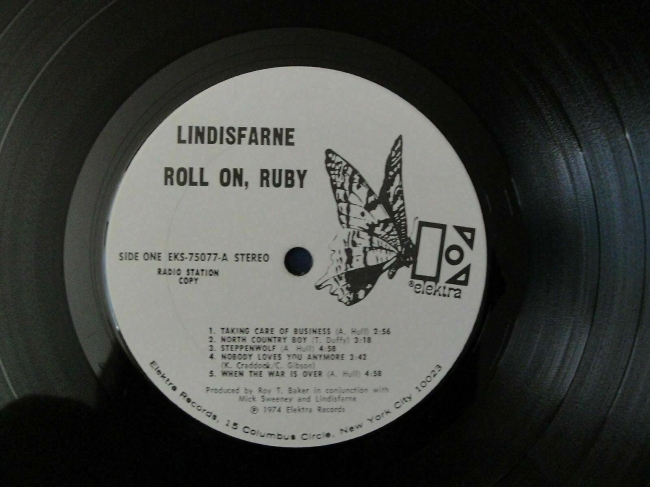 LINDISFARNE
ROLL ON, RUBY
SIDE ONE EKS-75077-A STEREO
RADIO STATION
COPY
®elektra
1. TAKING CARE OF BUSINESS (A. Hull) 2:56
2. NORTH COUNTRY BOY (T. Duffy) 3:18
3. STEPPENWOLF (A. Hull) 4:58
4. NOBODY LOVES YOU ANYMORE 3:42
(K. Craddock/C. Gibson)
5. WHEN THE WAR IS OVER (A. Hull) 4:58
Produced by Roy T. Baker in conjunction with
Mick Sweeney and Lindisfarne
℗ 1974 Elektra Records
Elektra Records, 15 Columbus Circle, New York City 10023